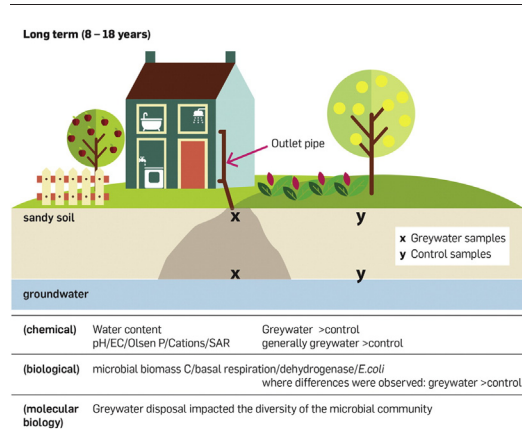 Long term (8 – 18 years)
Outlet pipe
sandy soil
x
y
x Greywater samples
y Control samples
x
y
groundwater
(chemical) Water content Greywater >control
pH/EC/Olsen P/Cations/SAR generally greywater >control
(biological) microbial biomass C/basal respiration/dehydrogenase/E.coli
where differences were observed: greywater >control
(molecular Greywater disposal impacted the diversity of the microbial community
biology)